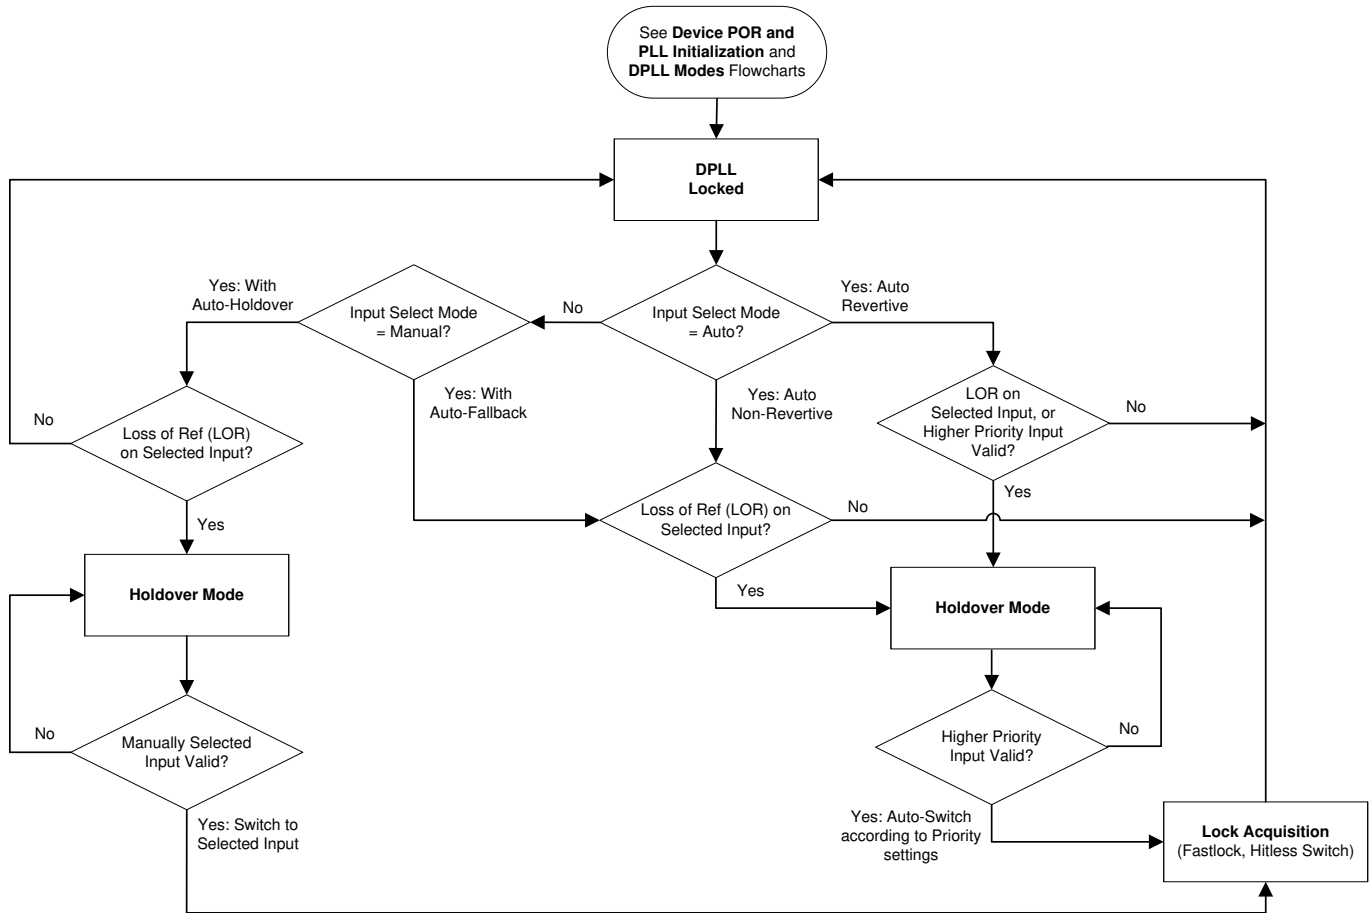 See Device POR and
PLL Initialization and
DPLL Modes Flowcharts
DPLL
Locked
Yes: With
Auto-Holdover
Input Select Mode
= Manual?
No
Input Select Mode
= Auto?
Yes: Auto
Revertive
No
Loss of Ref (LOR)
on Selected Input?
Yes: With
Auto-Fallback
Yes: Auto
Non-Revertive
LOR on
Selected Input, or
Higher Priority Input
Valid?
No
Yes
Loss of Ref (LOR) on
Selected Input?
No
Yes
Holdover Mode
Yes
Holdover Mode
No
Manually Selected
Input Valid?
Higher Priority
Input Valid?
No
Yes: Switch to
Selected Input
Yes: Auto-Switch
according to Priority
settings
Lock Acquisition
(Fastlock, Hitless Switch)